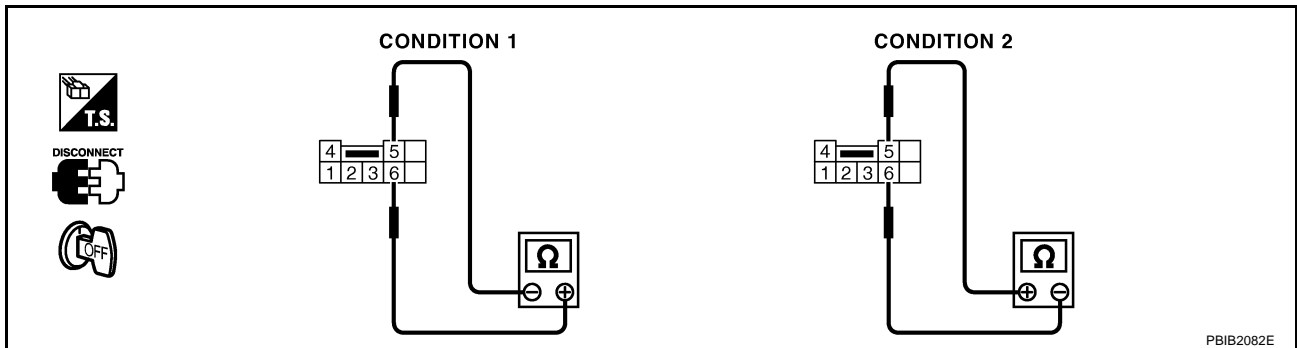 CONDITION 1
CONDITION 2
T.S.
DISCONNECT
OFF
4 5
1 2 3 6
Ω
− +
4 5
1 2 3 6
Ω
+ −
PBIB2082E